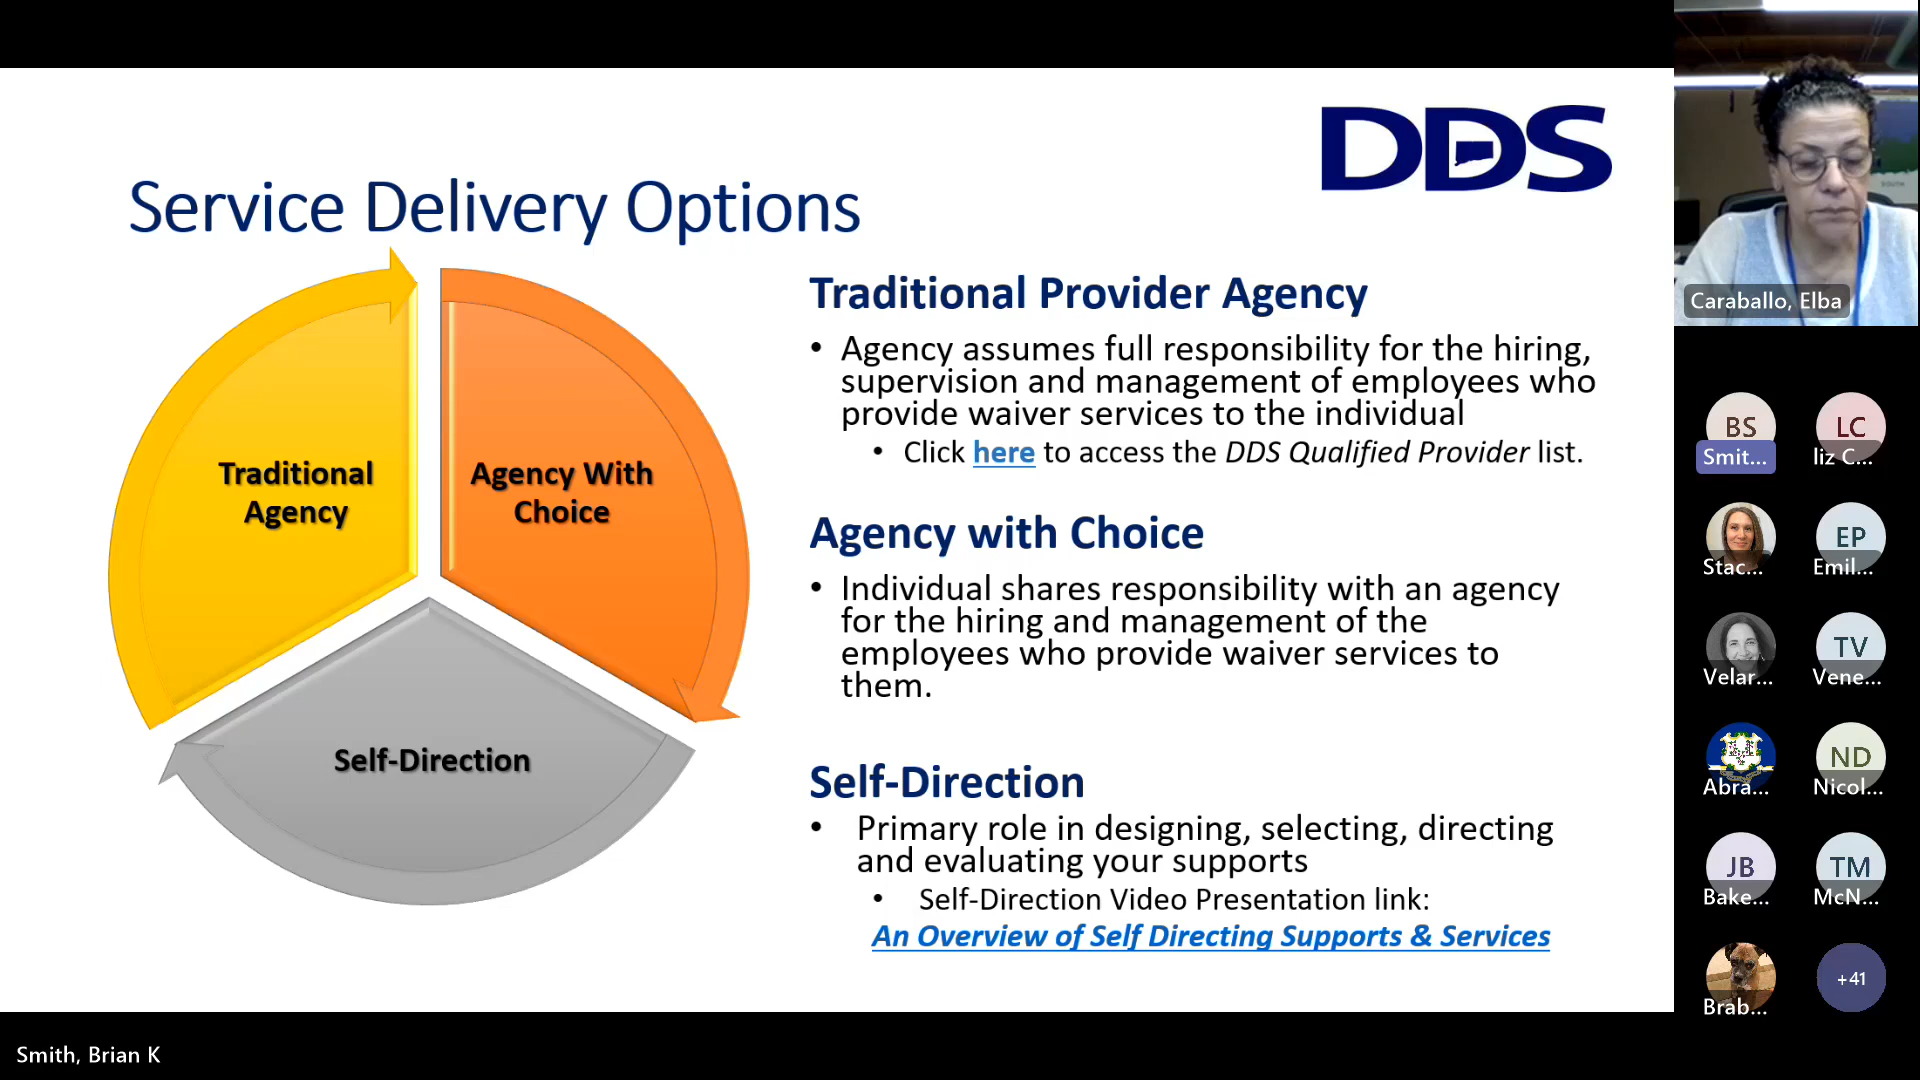 DDS
Service Delivery Options
Traditional
Agency
Agency With
Choice
Self-Direction
Traditional Provider Agency
• Agency assumes full responsibility for the hiring,
supervision and management of employees who
provide waiver services to the individual
• Click here to access the DDS Qualified Provider list.
Agency with Choice
• Individual shares responsibility with an agency
for the hiring and management of the
employees who provide waiver services to
them.
Self-Direction
• Primary role in designing, selecting, directing
and evaluating your supports
• Self-Direction Video Presentation link:
An Overview of Self Directing Supports & Services
Caraballo, Elba
BS
Smit...
LC
liz C...
Stac...
EP
Emil...
Velar...
TV
Vene...
Abra...
ND
Nicol...
JB
Bake...
TM
McN...
Brab...
+41
Smith, Brian K